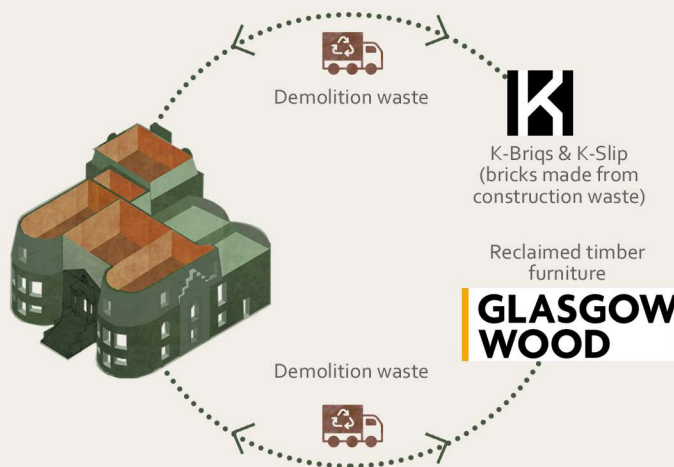 Demolition waste
K-Briqs & K-Slip
(bricks made from
construction waste)
Reclaimed timber
furniture
GLASGOW
WOOD
Demolition waste